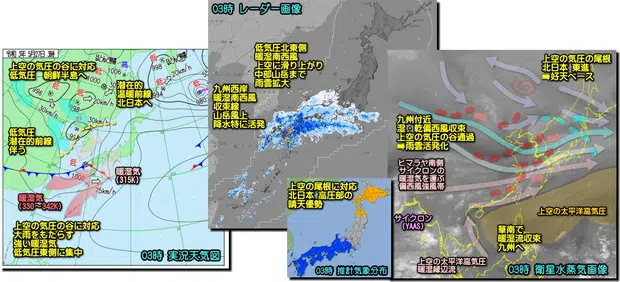 上空の気圧の谷に対応
低気圧 朝鮮半島へ
潜在的
温暖前線
北日本へ
低気圧
潜在的前線
伴う
暖湿気
(315K)
暖湿気
(330~342K)
上空の気圧の谷に対応
大雨をもたらす
強い暖湿気
低気圧東側に集中
03時 実況天気図
03時 レーダー画像
低気圧北東側
暖湿南西風
上空に滑り上がり
中部山岳まで
雨雲拡大
九州西岸
暖湿南西風
収束線
山岳風上
降水特に活発
上空の尾根に対応
北日本 高圧部の
晴天優勢
03時 推計気象分布
上空の気圧の尾根
北日本 東進
➡好天ベース
九州付近
湿・乾偏西風収束
上空の気圧の谷通過
➡雨雲活発化
ヒマラヤ南側
サイクロンの
暖湿気を運ぶ
偏西風強風帯
サイクロン
(YAAS)
上空の太平洋高気圧
上空の太平洋高気圧
暖湿縁辺流
華南で
暖湿流収束
九州へ
03時 衛星水蒸気画像